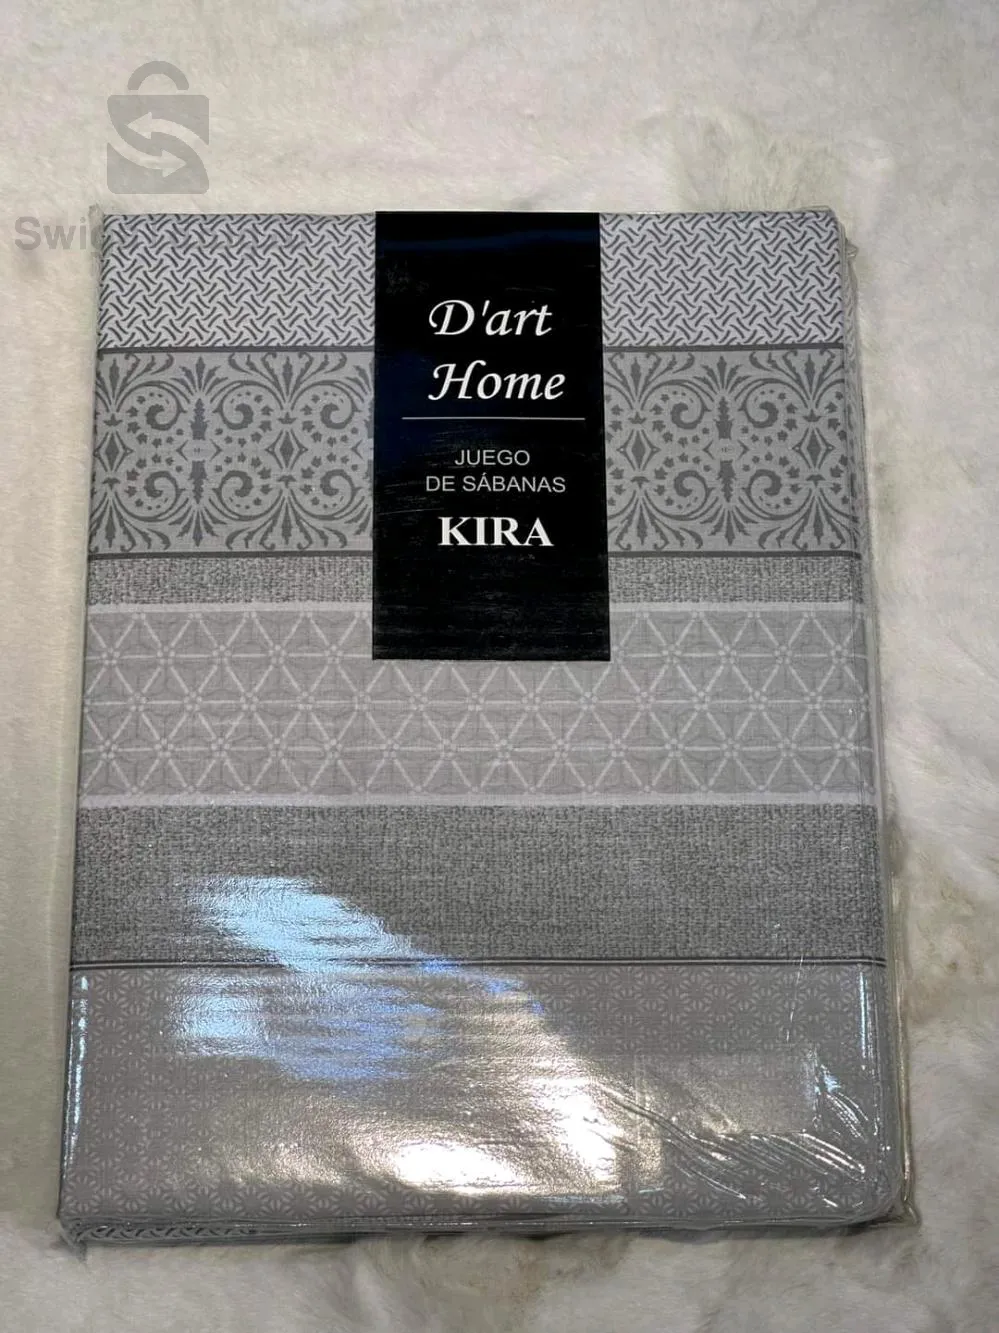 D'art
Home
JUEGO
DE SÁBANAS
KIRA